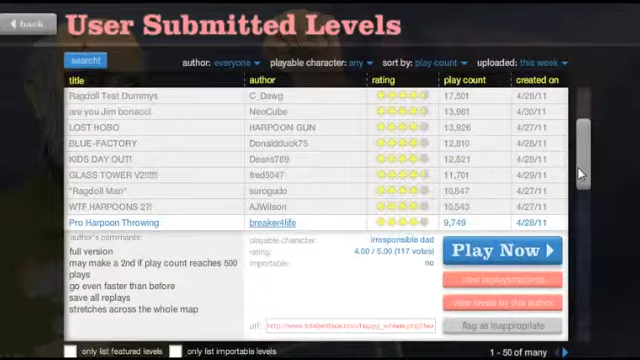 back
User Submitted Levels
search!
author: everyone playable character: any sort by: play count uploaded: this week
title author rating play count created on
Ragdoll Test Dummys C_Dawg 17,501 4/28/11
are you Jim bonacci NeoCube 13,961 4/30/11
LOST HOBO HARPOON GUN 13,926 4/27/11
BLUE-FACTORY Donaldduck75 12,810 4/28/11
KIDS DAY OUT! Deans789 12,521 4/28/11
GLASS TOWER V2!!!!!! fred5047 11,701 4/29/11
"Ragdoll Man" surogudo 10,847 4/27/11
WTF HARPOONS 2?! AJWilson 10,543 4/27/11
Pro Harpoon Throwing breaker4life 9,749 4/28/11
author's comments:
full version
may make a 2nd if play count reaches 500
plays
go even faster than before
save all replays
stretches across the whole map
playable character: irresponsible dad
rating: 4.00 / 5.00 (117 votes)
importable: no
url:
Play Now
view replays/records
view levels by this author
flag as inappropriate
only list featured levels only list importable levels 1 - 50 of many